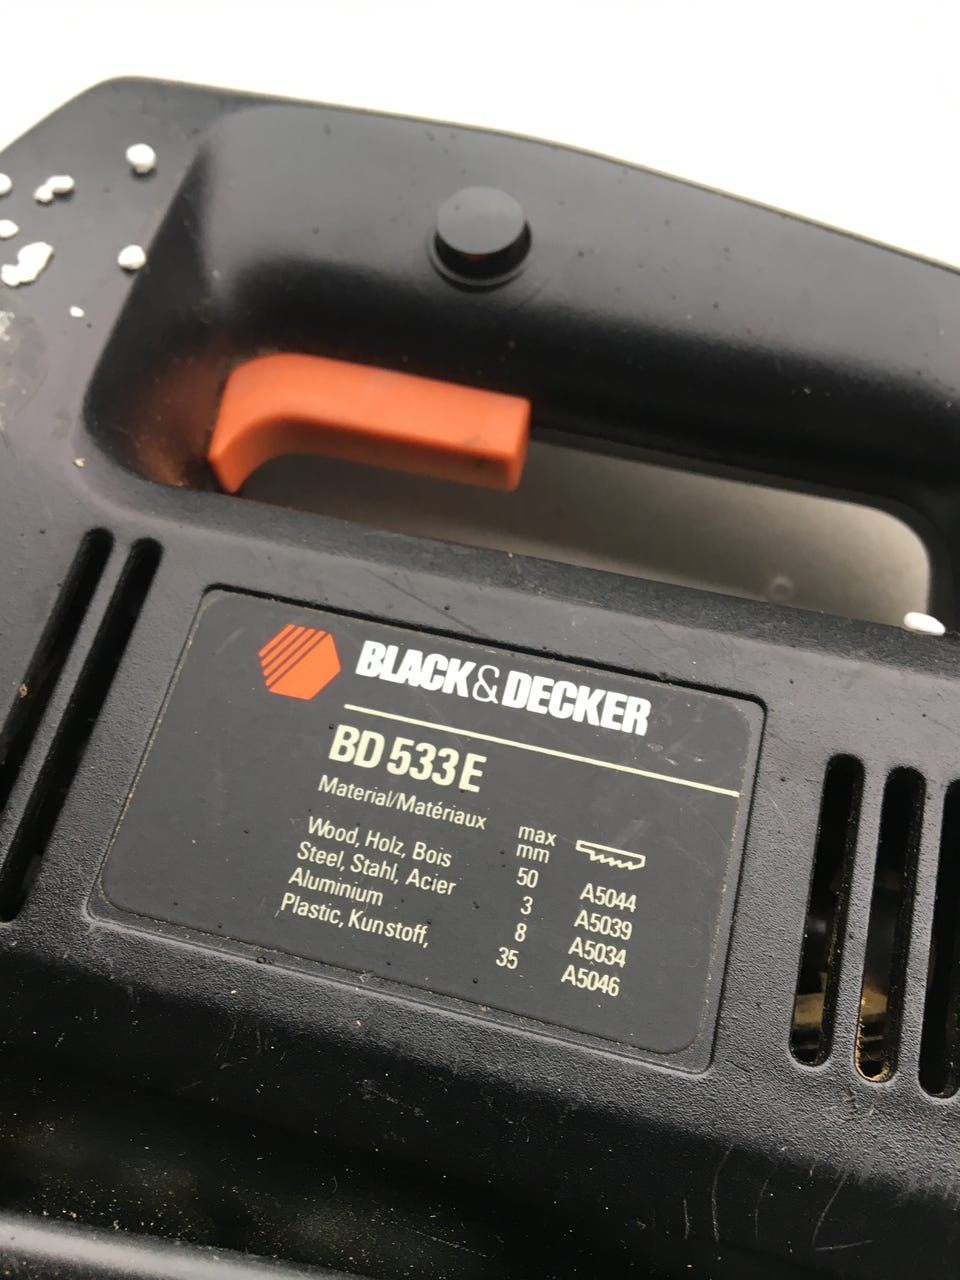 BLACK&DECKER
BD 533E
Material/Matériaux max mm
Wood, Holz, Bois 50 A5044
Steel, Stahl, Acier 3 A5039
Aluminium 8 A5034
Plastic, Kunstoff, 35 A5046